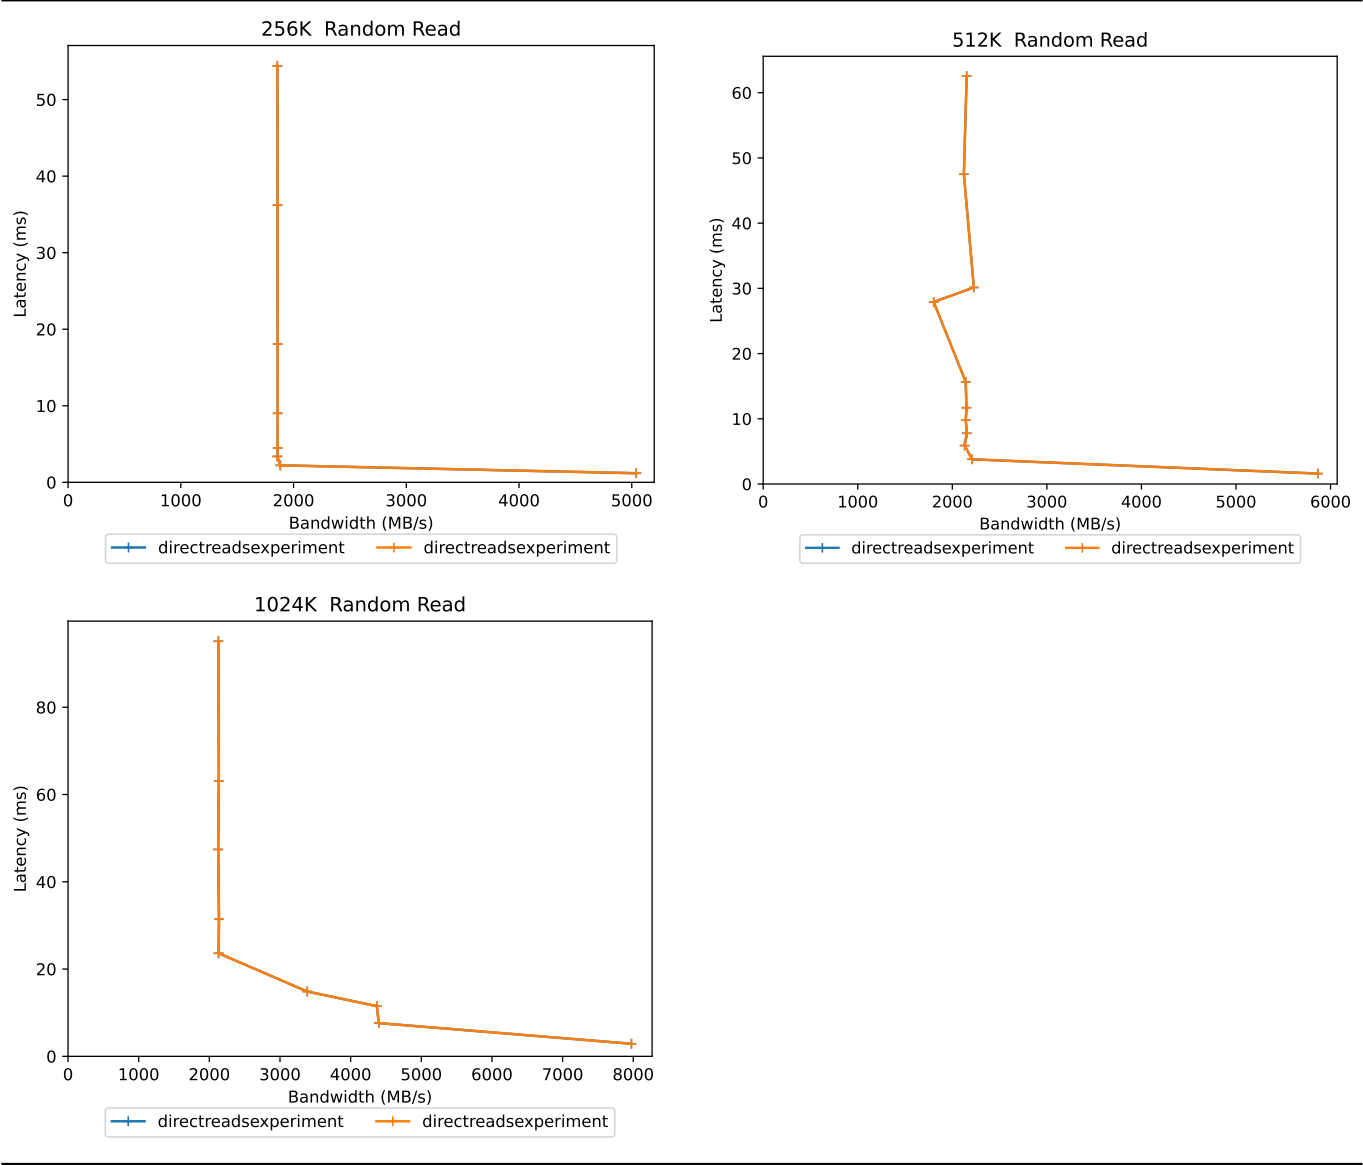 256K  Random Read
50
40
30
20
10
0
Latency (ms)
0 1000 2000 3000 4000 5000
Bandwidth (MB/s)
directreadsexperiment directreadsexperiment
512K  Random Read
60
50
40
30
20
10
0
Latency (ms)
0 1000 2000 3000 4000 5000 6000
Bandwidth (MB/s)
directreadsexperiment directreadsexperiment
1024K  Random Read
80
60
40
20
0
Latency (ms)
0 1000 2000 3000 4000 5000 6000 7000 8000
Bandwidth (MB/s)
directreadsexperiment directreadsexperiment